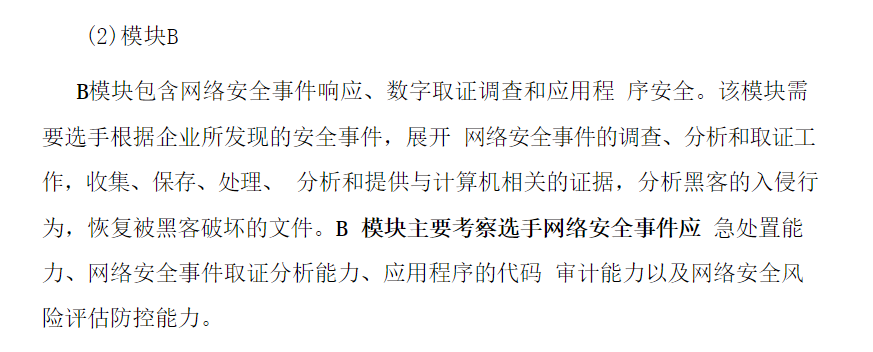 (2)模块B
B模块包含网络安全事件响应、数字取证调查和应用程 序安全。该模块需
要选手根据企业所发现的安全事件，展开 网络安全事件的调查、分析和取证工
作，收集、保存、处理、 分析和提供与计算机相关的证据，分析黑客的入侵行
为，恢复被黑客破坏的文件。B 模块主要考察选手网络安全事件应 急处置能
力、网络安全事件取证分析能力、应用程序的代码 审计能力以及网络安全风
险评估防控能力。